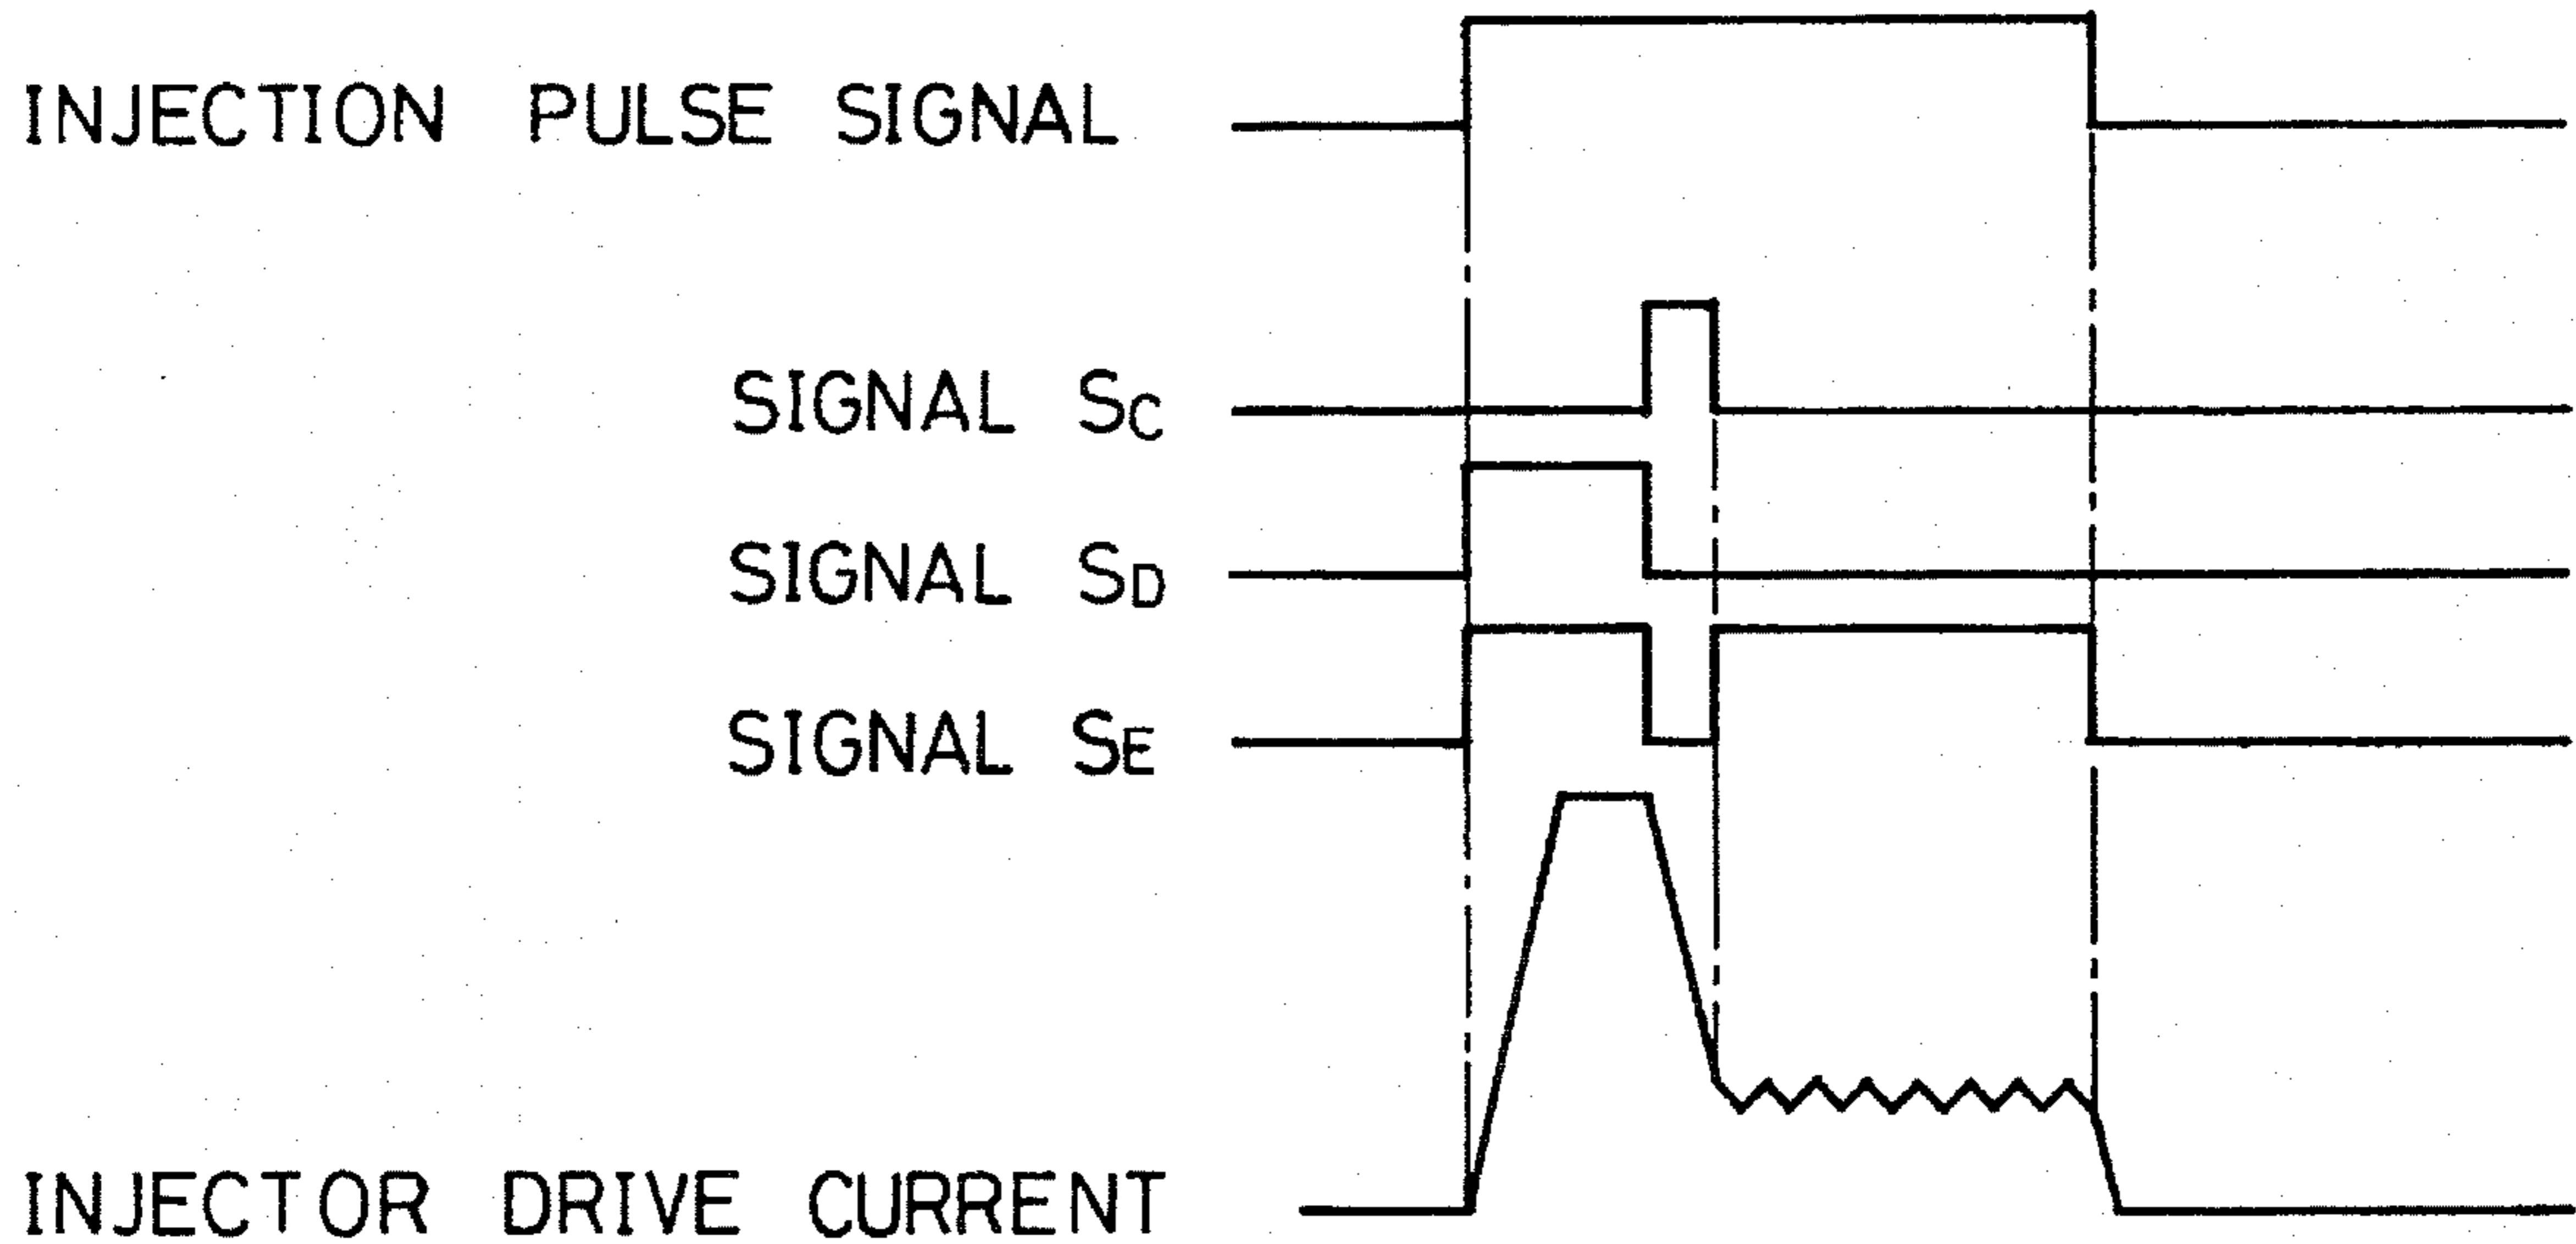 INJECTION PULSE SIGNAL
SIGNAL SC
SIGNAL SD
SIGNAL SE
INJECTOR DRIVE CURRENT